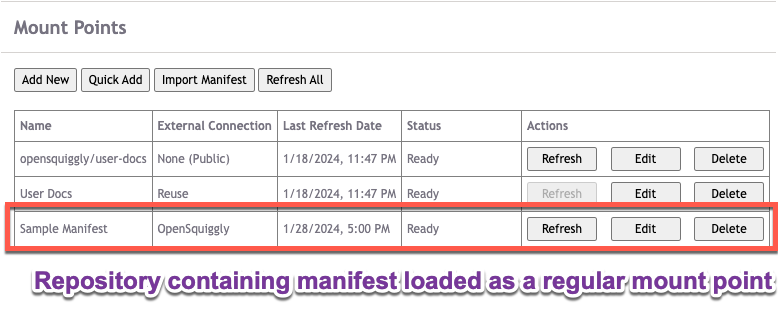 Mount Points
Add New Quick Add Import Manifest Refresh All
Name External Connection Last Refresh Date Status Actions
opensquiggly/user-docs None (Public) 1/18/2024, 11:47 PM Ready Refresh Edit Delete
User Docs Reuse 1/18/2024, 11:47 PM Ready Refresh Edit Delete
Sample Manifest OpenSquiggly 1/28/2024, 5:00 PM Ready Refresh Edit Delete
Repository containing manifest loaded as a regular mount point